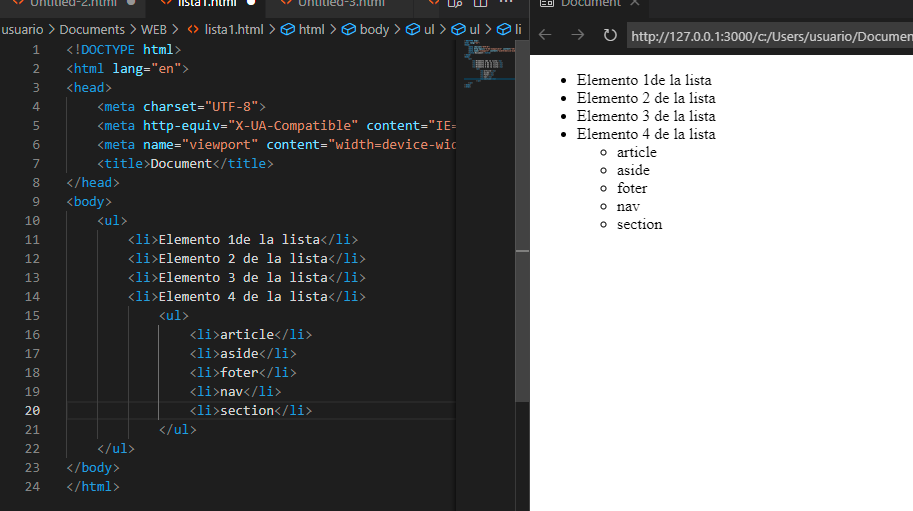 Untitled-2.html lista1.html Untitled-3.html
usuario > Documents > WEB > lista1.html > html > body > ul > ul > li
1 <!DOCTYPE html>
2 <html lang="en">
3 <head>
4 <meta charset="UTF-8">
5 <meta http-equiv="X-UA-Compatible" content="IE=
6 <meta name="viewport" content="width=device-wid
7 <title>Document</title>
8 </head>
9 <body>
10 <ul>
11 <li>Elemento 1de la lista</li>
12 <li>Elemento 2 de la lista</li>
13 <li>Elemento 3 de la lista</li>
14 <li>Elemento 4 de la lista</li>
15 <ul>
16 <li>article</li>
17 <li>aside</li>
18 <li>foter</li>
19 <li>nav</li>
20 <li>section</li>
21 </ul>
22 </ul>
23 </body>
24 </html>
Document
http://127.0.0.1:3000/c:/Users/usuario/Documen
Elemento 1de la lista
Elemento 2 de la lista
Elemento 3 de la lista
Elemento 4 de la lista
article
aside
foter
nav
section